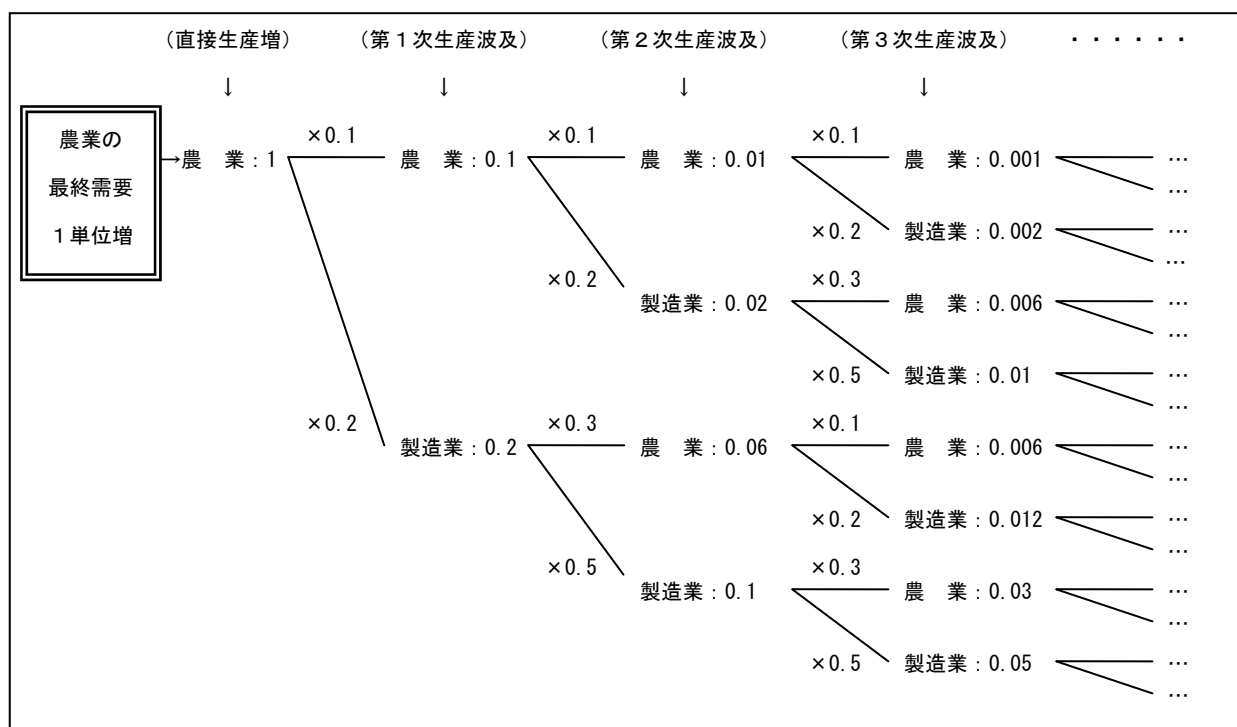 (直接生産増) (第1次生産波及) (第2次生産波及) (第3次生産波及) ・・・・・・
↓ ↓ ↓ ↓
農業の
最終需要
1単位増
×0.1 ×0.1 ×0.1
→農 業:1 農 業:0.1 農 業:0.01 農 業:0.001 …
…
×0.2 製造業:0.002 …
…
×0.2 ×0.3
製造業:0.02 農 業:0.006 …
…
×0.5 製造業:0.01 …
…
×0.2 ×0.3 ×0.1
製造業:0.2 農 業:0.06 農 業:0.006 …
…
×0.2 製造業:0.012 …
…
×0.5 ×0.3
製造業:0.1 農 業:0.03 …
…
×0.5 製造業:0.05 …
…